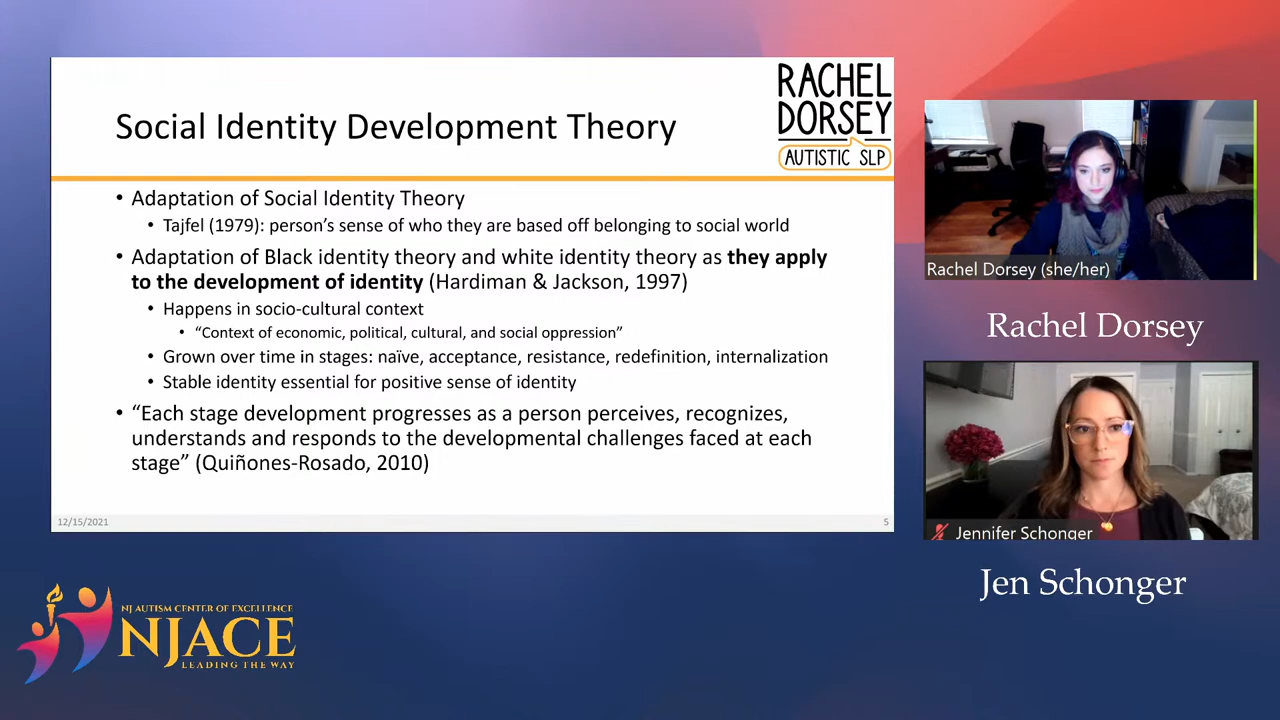 Social Identity Development Theory
RACHEL
DORSEY
AUTISTIC SLP
• Adaptation of Social Identity Theory
• Tajfel (1979): person's sense of who they are based off belonging to social world
• Adaptation of Black identity theory and white identity theory as they apply
to the development of identity (Hardiman & Jackson, 1997)
• Happens in socio-cultural context
• “Context of economic, political, cultural, and social oppression”
• Grown over time in stages: naïve, acceptance, resistance, redefinition, internalization
• Stable identity essential for positive sense of identity
• “Each stage development progresses as a person perceives, recognizes,
understands and responds to the developmental challenges faced at each
stage” (Quiñones-Rosado, 2010)
12/15/2021
5
Rachel Dorsey (she/her)
Rachel Dorsey
Jennifer Schonger
Jen Schonger
NJ AUTISM CENTER OF EXCELLENCE
NJACE
LEADING THE WAY